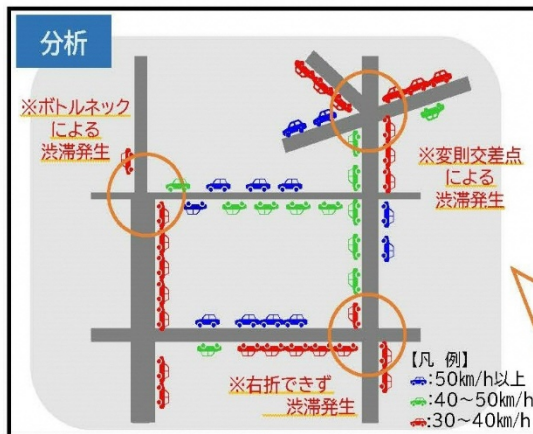 分析
※ボトルネック
による
渋滞発生
※変則交差点
による
渋滞発生
※右折できず
渋滞発生
【凡 例】
:50km/h以上
:40～50km/h
:30～40km/h